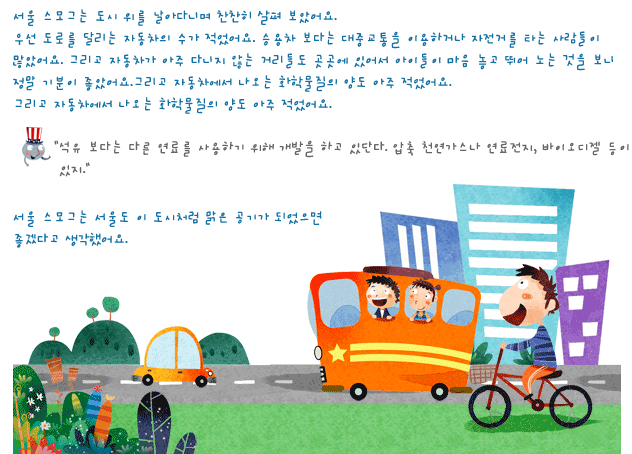 서울 스모그는 도시 위를 날아다니며 찬찬히 살펴 보았어요.
우선 도로를 달리는 자동차의 수가 적었어요. 승용차 보다는 대중교통을 이용하거나 자전거를 타는 사람들이
많았어요. 그리고 자동차가 아주 다니지 않는 거리들도 곳곳에 있어서 아이들이 마음 놓고 뛰어 노는 것을 보니
정말 기분이 좋았어요.그리고 자동차에서 나오는 화학물질의 양도 아주 적었어요.
그리고 자동차에서 나오는 화학물질의 양도 아주 적었어요.
"석유 보다는 다른 연료를 사용하기 위해 개발을 하고 있단다. 압축 천연가스나 연료전지, 바이오디젤 등이
있지."
서울 스모그는 서울도 이 도시처럼 맑은 공기가 되었으면
좋겠다고 생각했어요.